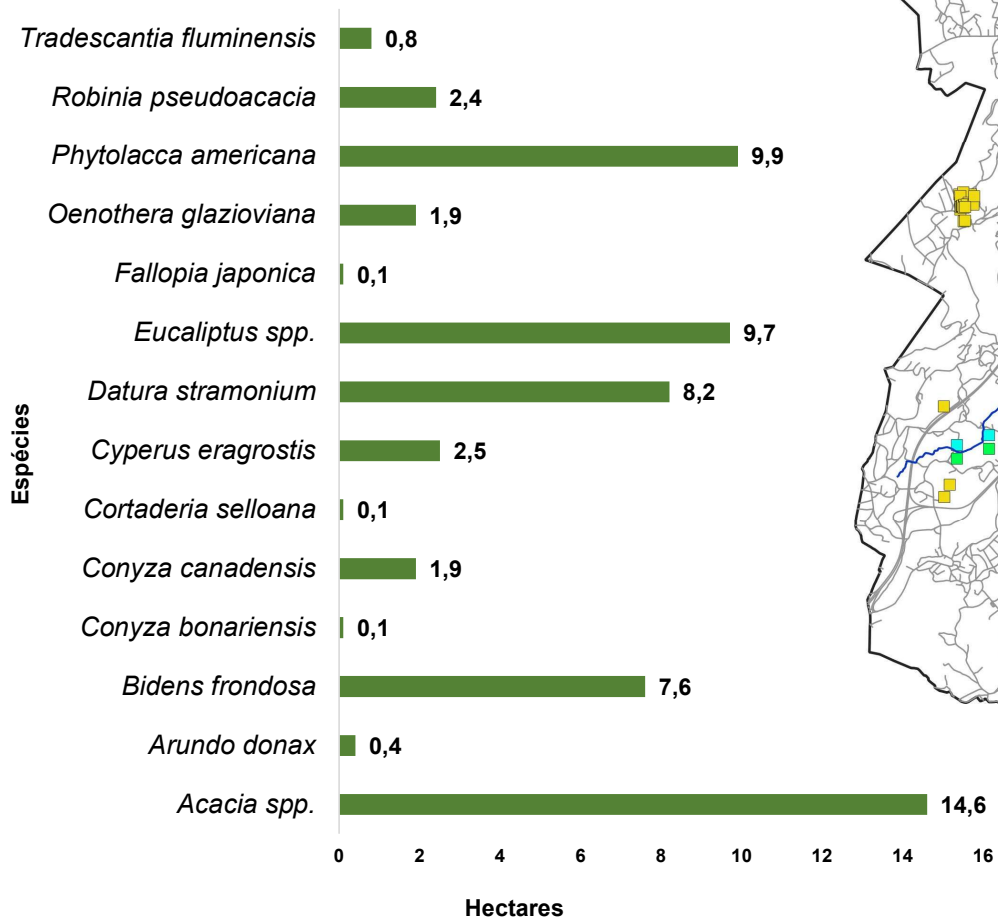 Tradescantia fluminensis 0,8
Robinia pseudoacacia 2,4
Phytolacca americana 9,9
Oenothera glazioviana 1,9
Fallopia japonica 0,1
Eucaliptus spp. 9,7
Datura stramonium 8,2
Cyperus eragrostis 2,5
Cortaderia selloana 0,1
Conyza canadensis 1,9
Conyza bonariensis 0,1
Bidens frondosa 7,6
Arundo donax 0,4
Acacia spp. 14,6
Espécies
0 2 4 6 8 10 12 14 16
Hectares